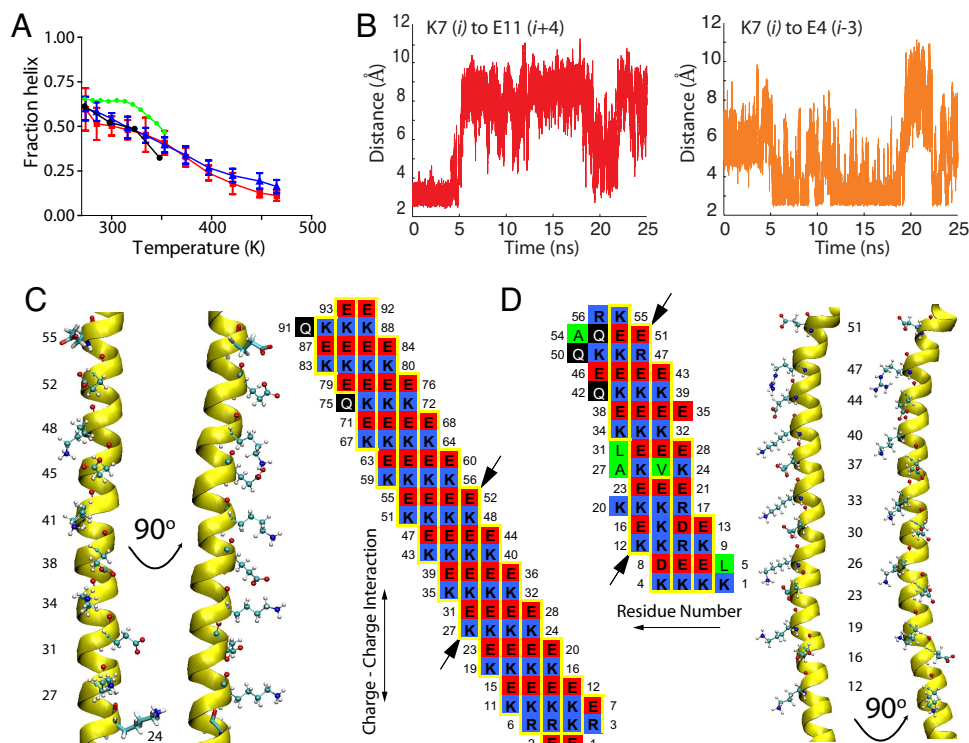 A
Fraction helix
1.00
0.75
0.50
0.25
0.00
300
400
500
Temperature (K)
B
K7 (i) to E11 (i+4)
Distance (Å)
12
10
8
6
4
2
0 5 10 15 20 25
Time (ns)
K7 (i) to E4 (i-3)
Distance (Å)
12
10
8
6
4
2
0 5 10 15 20 25
Time (ns)
C
55
52
48
45
41
38
34
31
27
24
90°
93 E E 92
91 Q K K K 88
87 E E E E 84
83 K K K K 80
79 E E E E 76
75 Q K K K 72
71 E E E E 68
67 K K K K 64
63 E E E E 60
59 K K K K 56
55 E E E E 52
51 K K K K 48
47 E E E E 44
43 K K K K 40
39 E E E E 36
35 K K K K 32
31 E E E E 28
27 K K K K 24
23 E E E E 20
19 K K K K 16
15 E E E E 12
11 K K K K E 7
6 R R K R 3
2 E E 1
Charge - Charge Interaction
D
56 R K 55
54 A Q E E 51
50 Q K K R 47
46 E E E E 43
42 Q K K K 39
38 E E E E 35
34 K K K 32
31 L E E E 28
27 A K V K 24
23 E E E 21
20 K K K R 17
16 E K D E 13
12 K K R K 9
8 D E E L 5
4 K K K K 1
Residue Number
51
47
44
40
37
33
30
26
23
19
16
12
90°